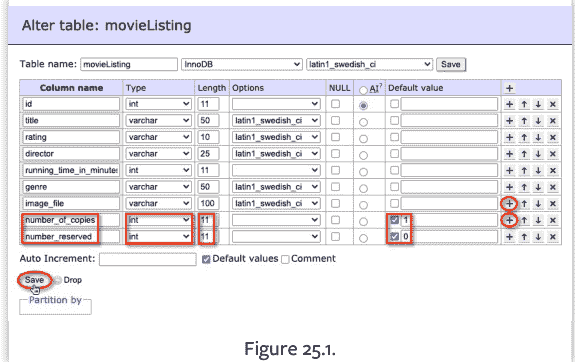 Alter table: movieListing
Table name: movieListing InnoDB latin1_swedish_ci Save
Column name Type Length Options NULL AI? Default value +
id int 11
title varchar 50 latin1_swedish_ci + ↑ ↓ x
rating varchar 10 latin1_swedish_ci + ↑ ↓ x
director varchar 25 latin1_swedish_ci + ↑ ↓ x
running_time_in_minutes int 11 + ↑ ↓ x
genre varchar 50 latin1_swedish_ci + ↑ ↓ x
image_file varchar 100 latin1_swedish_ci + ↑ ↓ x
number_of_copies int 11 1 + ↑ ↓ x
number_reserved int 11 0 + ↑ ↓ x
Auto Increment: Default values Comment
Save Drop
Partition by
Figure 25.1.